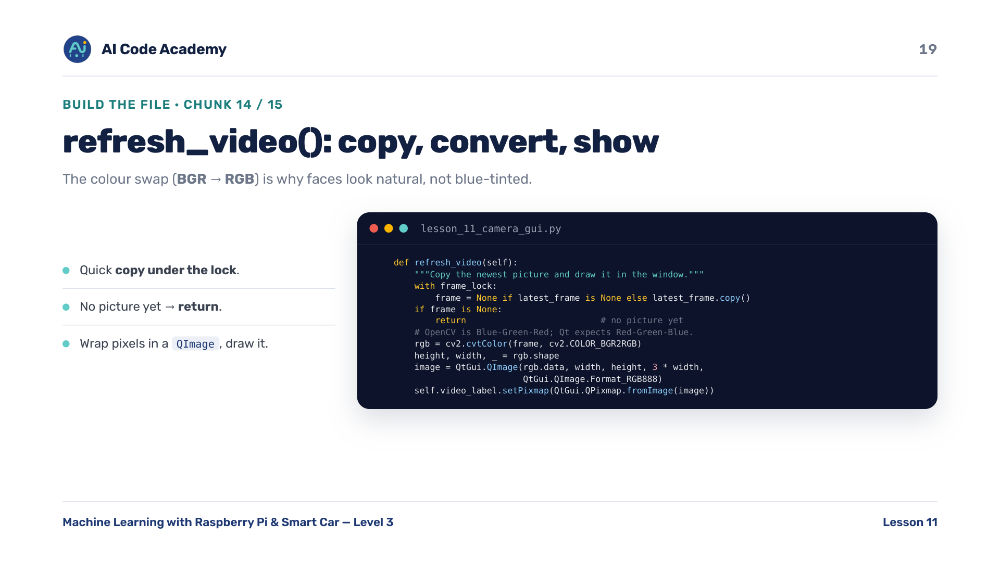 AI Code Academy
19
BUILD THE FILE • CHUNK 14 / 15
refresh_video(): copy, convert, show
The colour swap (BGR → RGB) is why faces look natural, not blue-tinted.
Quick copy under the lock.
No picture yet → return.
Wrap pixels in a QImage, draw it.
lesson_11_camera_gui.py
def refresh_video(self):
    """Copy the newest picture and draw it in the window."""
    with frame_lock:
        frame = None if latest_frame is None else latest_frame.copy()
    if frame is None:
        return                          # no picture yet
    # OpenCV is Blue-Green-Red; Qt expects Red-Green-Blue.
    rgb = cv2.cvtColor(frame, cv2.COLOR_BGR2RGB)
    height, width, _ = rgb.shape
    image = QtGui.QImage(rgb.data, width, height, 3 * width,
                         QtGui.QImage.Format_RGB888)
    self.video_label.setPixmap(QtGui.QPixmap.fromImage(image))
Machine Learning with Raspberry Pi & Smart Car — Level 3
Lesson 11